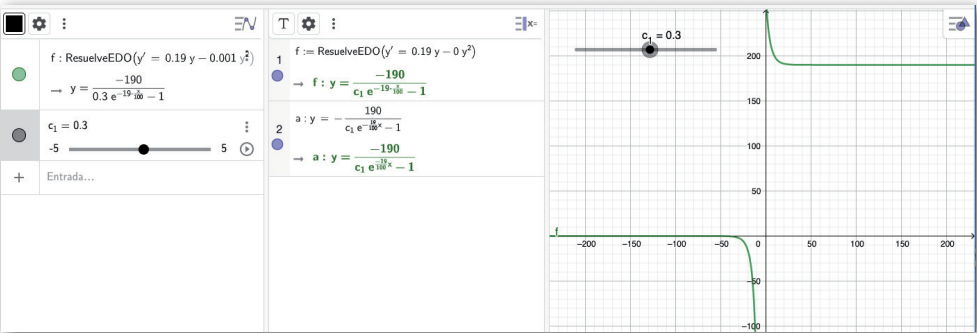 T
f : ResuelveEDO(y′ = 0.19 y − 0.001 y²)
→ y = −190 / (0.3 e^(−19·x/100) − 1)
c₁ = 0.3
-5 5
+ Entrada...
1
f := ResuelveEDO(y′ = 0.19 y − 0 y²)
→ f : y = −190 / (c₁ e^(−19·x/100) − 1)
2
a : y = − 190 / (c₁ e^(−19/100 x) − 1)
→ a : y = −190 / (c₁ e^(−19/100 x) − 1)
c₁ = 0.3
200
150
100
50
f
−200 −150 −100 −50 0 50 100 150 200
−50
−100